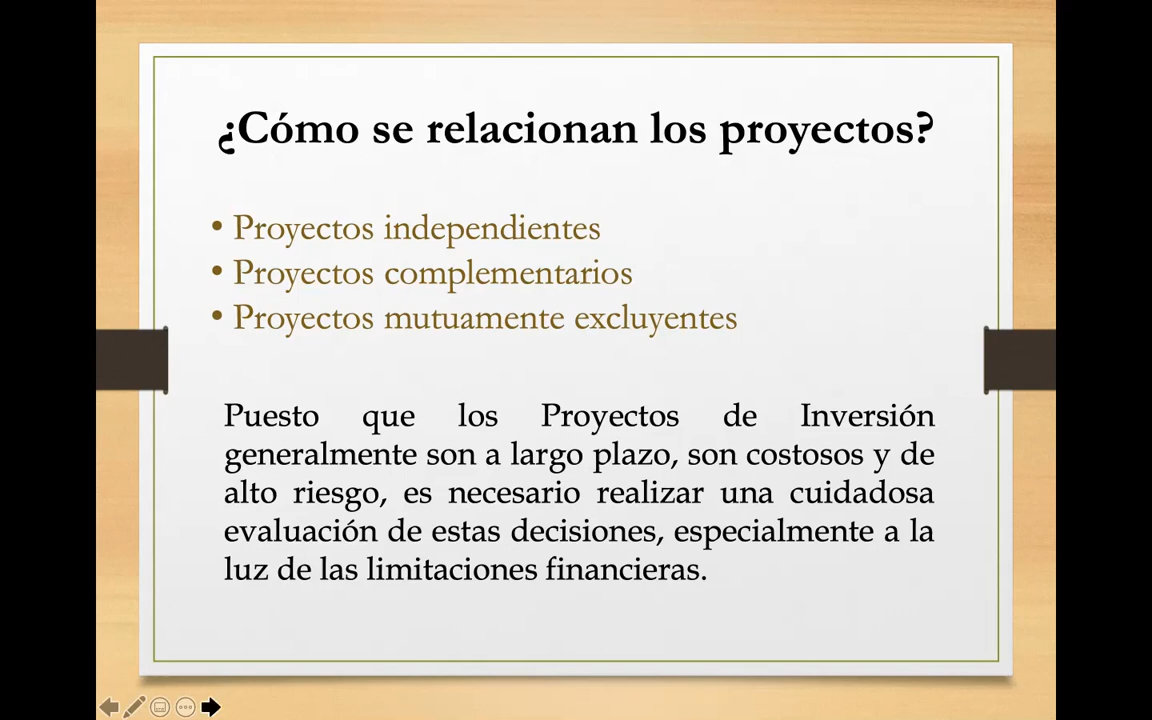 ¿Cómo se relacionan los proyectos?
• Proyectos independientes
• Proyectos complementarios
• Proyectos mutuamente excluyentes
Puesto que los Proyectos de Inversión
generalmente son a largo plazo, son costosos y de
alto riesgo, es necesario realizar una cuidadosa
evaluación de estas decisiones, especialmente a la
luz de las limitaciones financieras.